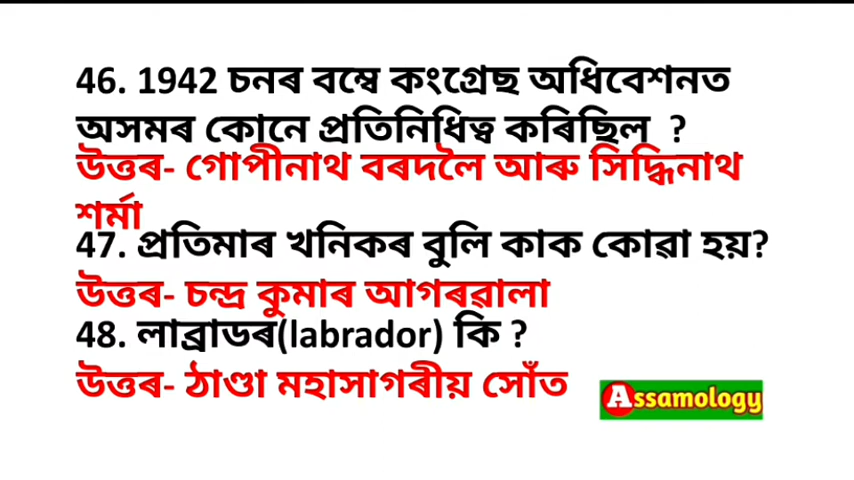 46. 1942 চনৰ বম্বে কংগ্ৰেছ অধিবেশনত
অসমৰ কোনে প্ৰতিনিধিত্ব কৰিছিল ?
উত্তৰ- গোপীনাথ বৰদলৈ আৰু সিদ্ধিনাথ
শৰ্মা
47. প্ৰতিমাৰ খনিকৰ বুলি কাক কোৱা হয়?
উত্তৰ- চন্দ্ৰ কুমাৰ আগৰৱালা
48. লাব্ৰাডৰ(labrador) কি ?
উত্তৰ- ঠাণ্ডা মহাসাগৰীয় সোঁত
Assamology